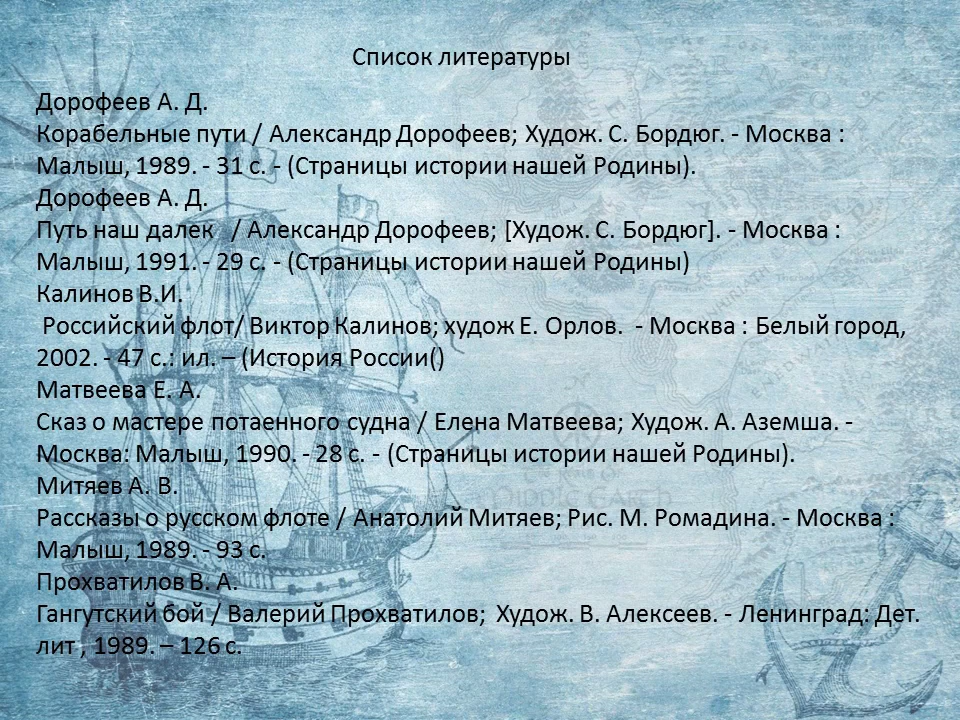 Список литературы
Дорофеев А. Д.
Корабельные пути / Александр Дорофеев; Худож. С. Бордюг. - Москва :
Малыш, 1989. - 31 с. - (Страницы истории нашей Родины).
Дорофеев А. Д.
Путь наш далек / Александр Дорофеев; [Худож. С. Бордюг]. - Москва :
Малыш, 1991. - 29 с. - (Страницы истории нашей Родины)
Калинов В.И.
Российский флот/ Виктор Калинов; худож Е. Орлов. - Москва : Белый город,
2002. - 47 с.: ил. – (История России()
Матвеева Е. А.
Сказ о мастере потаенного судна / Елена Матвеева; Худож. А. Аземша. -
Москва: Малыш, 1990. - 28 с. - (Страницы истории нашей Родины).
Митяев А. В.
Рассказы о русском флоте / Анатолий Митяев; Рис. М. Ромадина. - Москва :
Малыш, 1989. - 93 с.
Прохватилов В. А.
Гангутский бой / Валерий Прохватилов; Худож. В. Алексеев. - Ленинград: Дет.
лит , 1989. – 126 с.